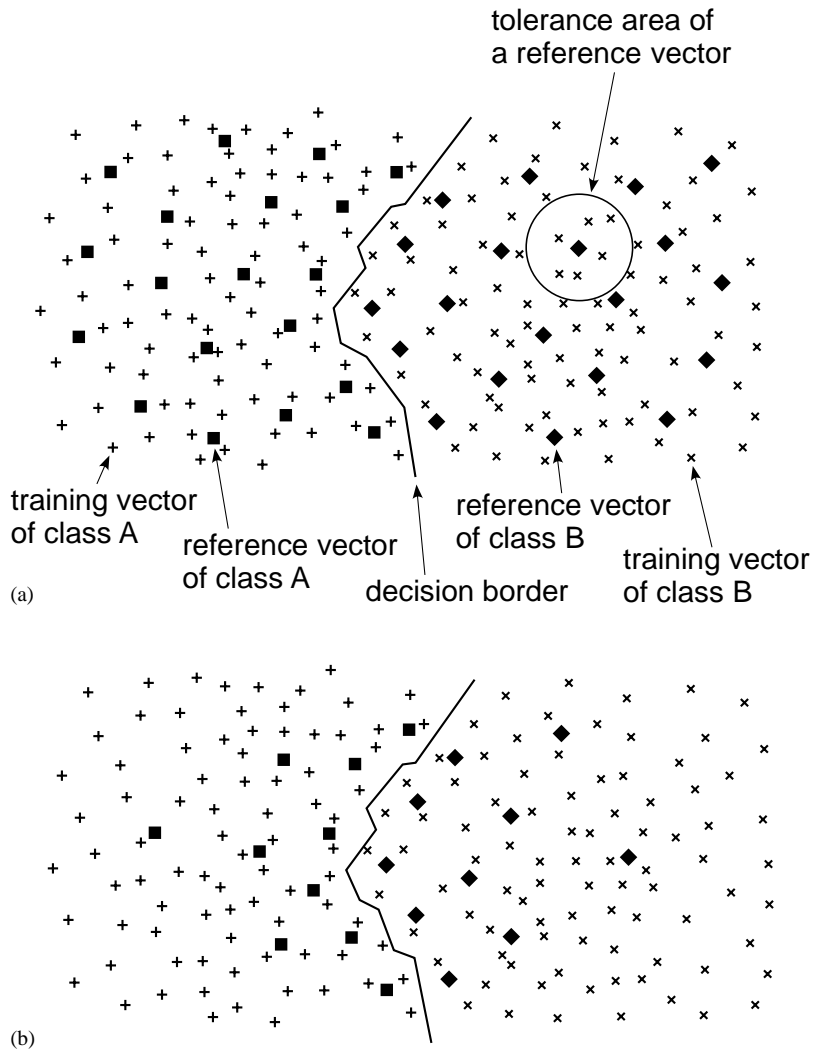 tolerance area of
a reference vector
training vector
of class A
reference vector
of class A
decision border
reference vector
of class B
training vector
of class B
(a)
(b)